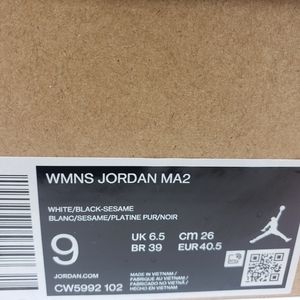 WMNS JORDAN MA2
WHITE/BLACK-SESAME
BLANC/SESAME/PLATINE PUR/NOIR
9
UK 6.5 cm 26
BR 39 EUR 40.5
JORDAN.COM
CW5992 102
MADE IN VIETNAM
FABRIQUÉ AU VIETNAM
FABRICADO NO VIETNÃ
HECHO EN VIETNAM